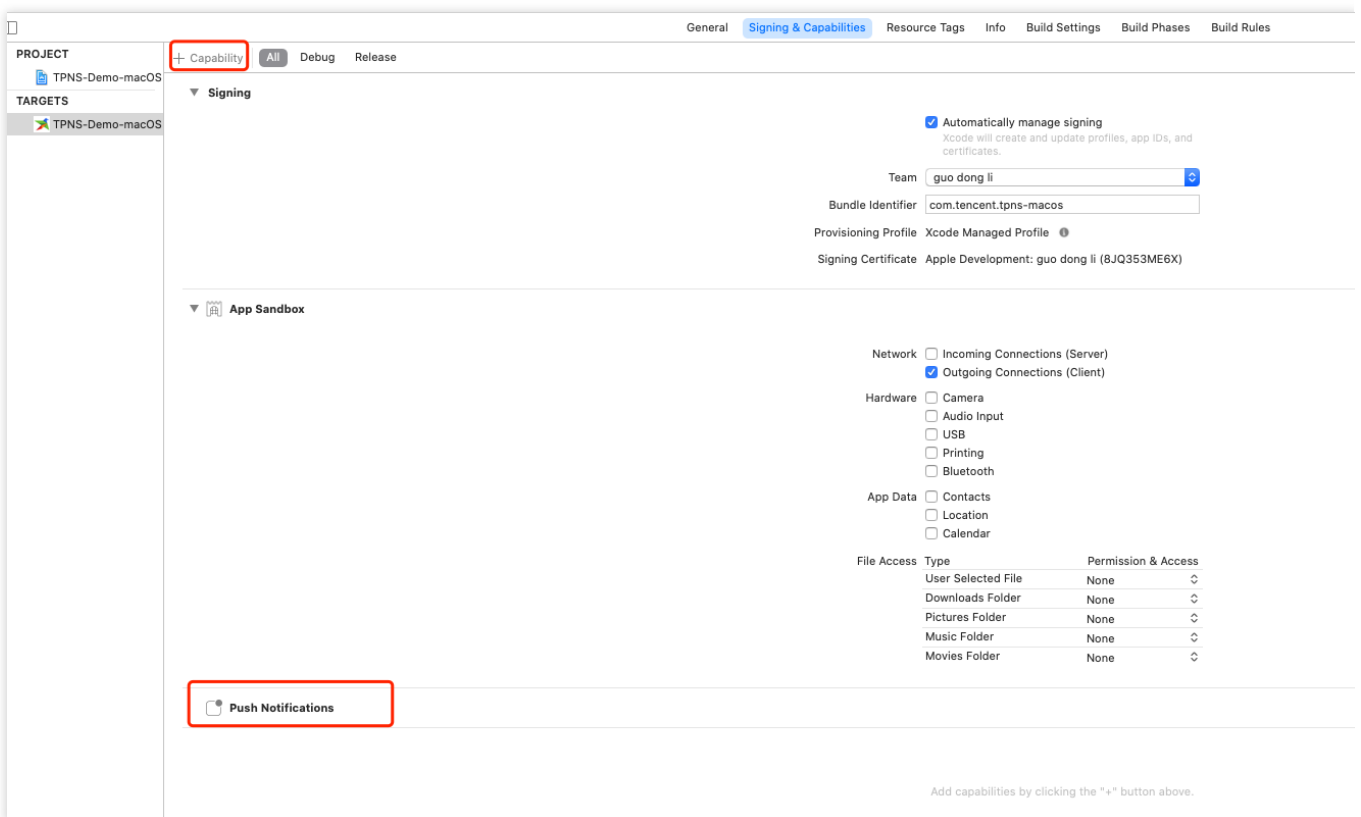 General Signing & Capabilities Resource Tags Info Build Settings Build Phases Build Rules
PROJECT
TPNS-Demo-macOS
TARGETS
TPNS-Demo-macOS
+ Capability All Debug Release
Signing
Automatically manage signing
Xcode will create and update profiles, app IDs, and
certificates.
Team guo dong li
Bundle Identifier com.tencent.tpns-macos
Provisioning Profile Xcode Managed Profile
Signing Certificate Apple Development: guo dong li (8JQ353ME6X)
App Sandbox
Network Incoming Connections (Server)
Outgoing Connections (Client)
Hardware Camera
Audio Input
USB
Printing
Bluetooth
App Data Contacts
Location
Calendar
File Access Type Permission & Access
User Selected File None
Downloads Folder None
Pictures Folder None
Music Folder None
Movies Folder None
Push Notifications
Add capabilities by clicking the "+" button above.